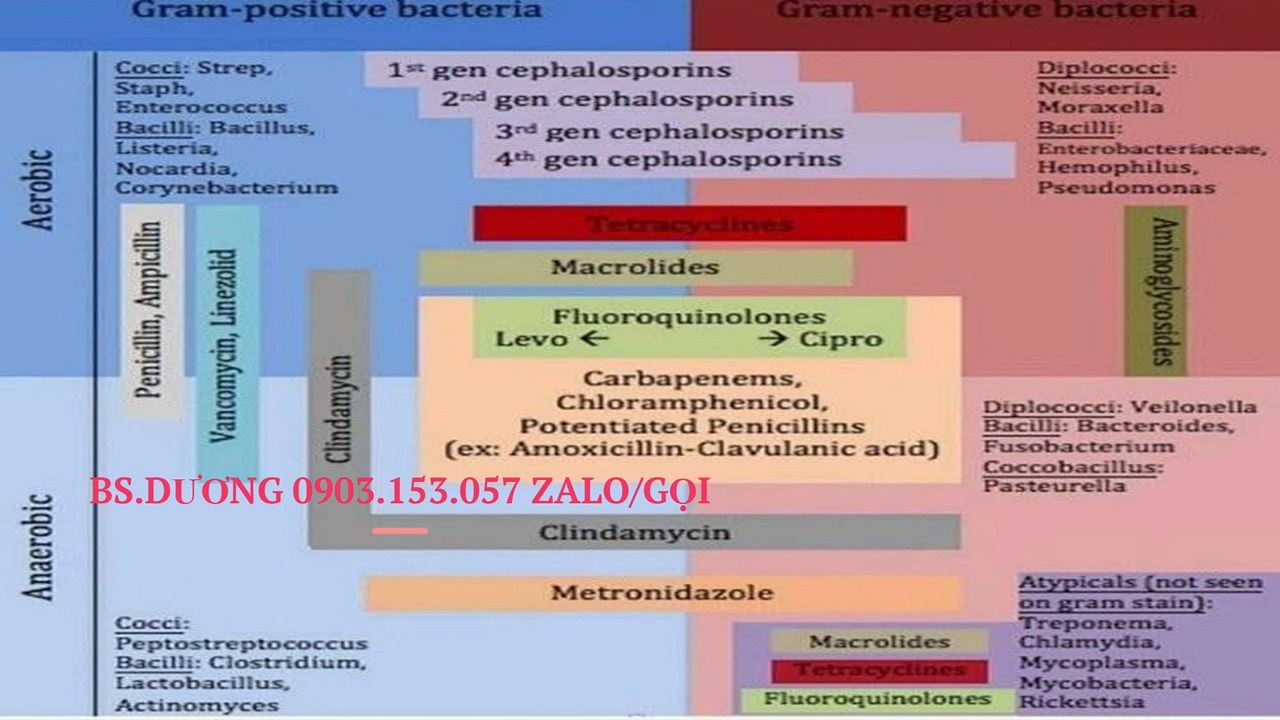 Gram-positive bacteria
Gram-negative bacteria
Aerobic
Cocci: Strep,
Staph,
Enterococcus
Bacilli: Bacillus,
Listeria,
Nocardia,
Corynebacterium
1st gen cephalosporins
2nd gen cephalosporins
3rd gen cephalosporins
4th gen cephalosporins
Diplococci:
Neisseria,
Moraxella
Bacilli:
Enterobacteriaceae,
Hemophilus,
Pseudomonas
Penicillin, Ampicillin
Vancomycin, Linezolid
Clindamycin
Tetracyclines
Macrolides
Fluoroquinolones
Levo ← → Cipro
Carbapenems,
Chloramphenicol,
Potentiated Penicillins
(ex: Amoxicillin-Clavulanic acid)
Aminoglycosides
Anaerobic
Diplococci: Veilonella
Bacilli: Bacteroides,
Fusobacterium
Coccobacillus:
Pasteurella
BS.DƯƠNG 0903.153.057 ZALO/GỌI
Clindamycin
Metronidazole
Cocci:
Peptostreptococcus
Bacilli: Clostridium,
Lactobacillus,
Actinomyces
Macrolides
Tetracyclines
Fluoroquinolones
Atypicals (not seen
on gram stain):
Treponema,
Chlamydia,
Mycoplasma,
Mycobacteria,
Rickettsia